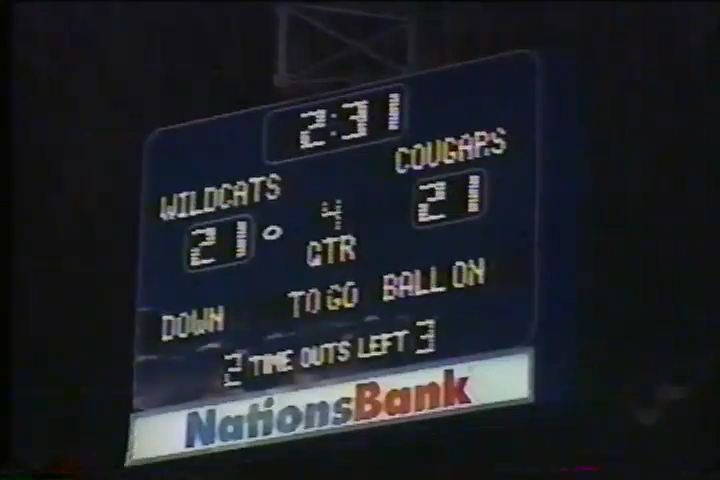 2:31
WILDCATS COUGARS
21 4 21
QTR
DOWN TO GO BALL ON
2 TIME OUTS LEFT 3
NationsBank